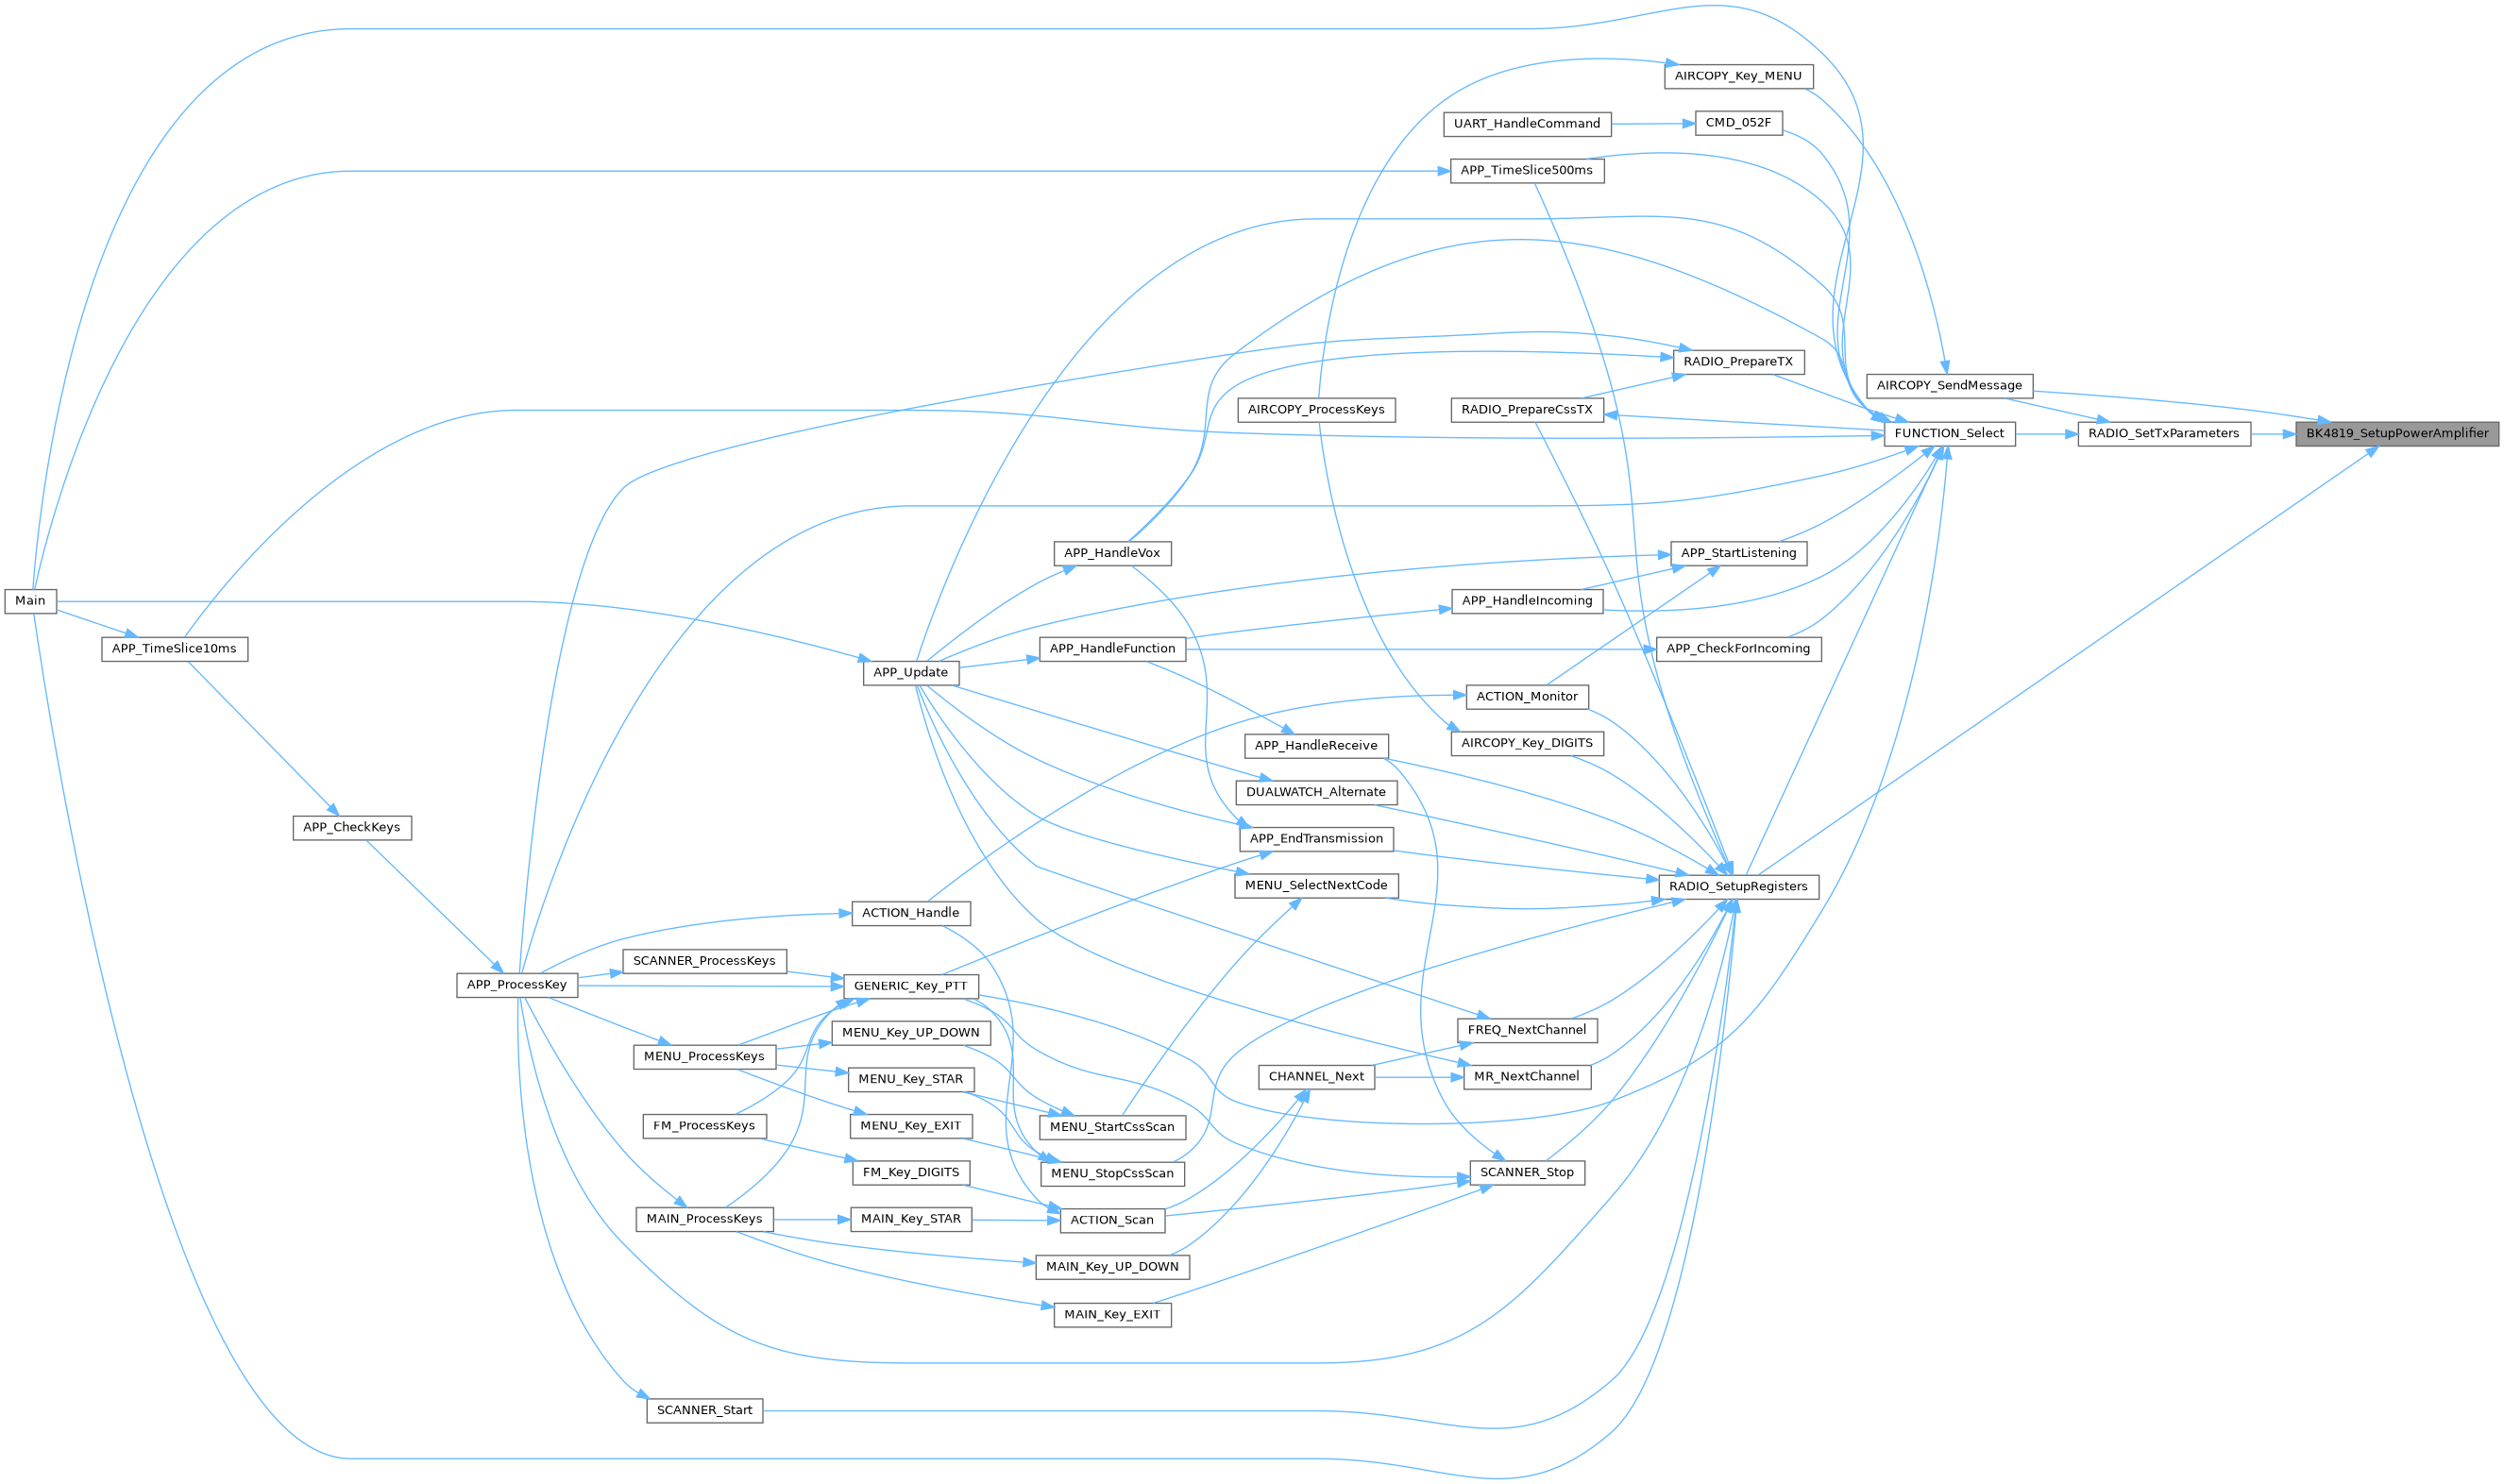 AIRCOPY_Key_MENU
UART_HandleCommand
CMD_052F
APP_TimeSlice500ms
RADIO_PrepareTX
AIRCOPY_SendMessage
AIRCOPY_ProcessKeys
RADIO_PrepareCssTX
FUNCTION_Select
RADIO_SetTxParameters
BK4819_SetupPowerAmplifier
APP_HandleVox
APP_StartListening
Main
APP_HandleIncoming
APP_TimeSlice10ms
APP_HandleFunction
APP_CheckForIncoming
APP_Update
ACTION_Monitor
APP_HandleReceive
AIRCOPY_Key_DIGITS
DUALWATCH_Alternate
APP_CheckKeys
APP_EndTransmission
MENU_SelectNextCode
RADIO_SetupRegisters
ACTION_Handle
SCANNER_ProcessKeys
APP_ProcessKey
GENERIC_Key_PTT
MENU_Key_UP_DOWN
FREQ_NextChannel
MENU_ProcessKeys
MENU_Key_STAR
CHANNEL_Next
MR_NextChannel
FM_ProcessKeys
MENU_Key_EXIT
MENU_StartCssScan
FM_Key_DIGITS
MENU_StopCssScan
SCANNER_Stop
MAIN_ProcessKeys
MAIN_Key_STAR
ACTION_Scan
MAIN_Key_UP_DOWN
MAIN_Key_EXIT
SCANNER_Start